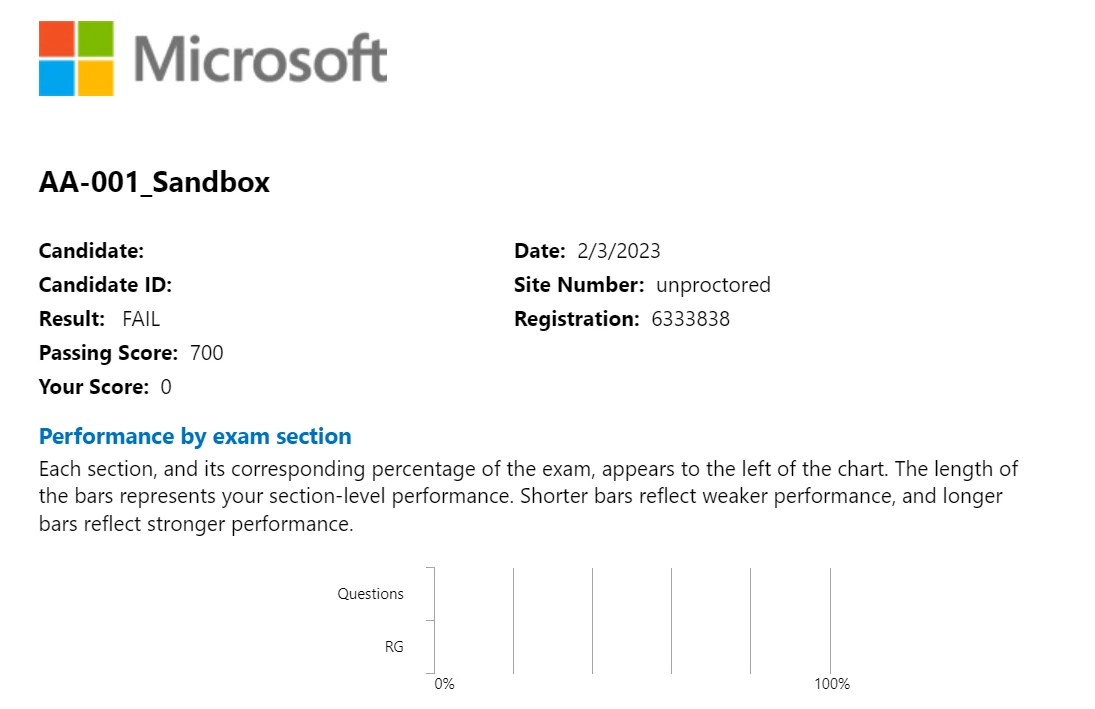 Microsoft
AA-001_Sandbox
Candidate:
Candidate ID:
Result: FAIL
Passing Score: 700
Your Score: 0
Date: 2/3/2023
Site Number: unproctored
Registration: 6333838
Performance by exam section
Each section, and its corresponding percentage of the exam, appears to the left of the chart. The length of
the bars represents your section-level performance. Shorter bars reflect weaker performance, and longer
bars reflect stronger performance.
Questions
RG
0%
100%